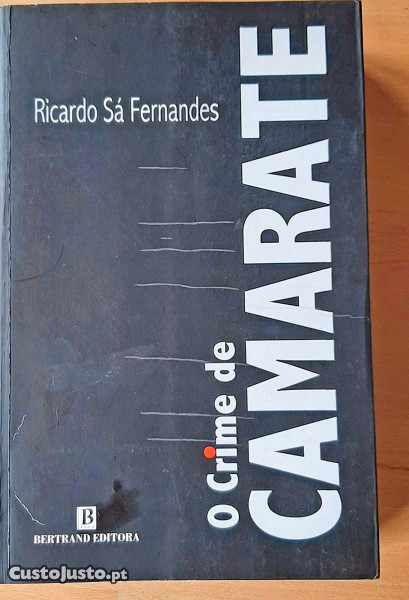 Ricardo Sá Fernandes
O Crime de
CAMARATE
B
BERTRAND EDITORA
CustoJusto.pt